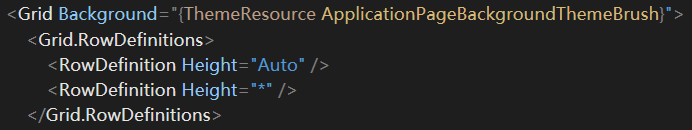 <Grid Background="{ThemeResource ApplicationPageBackgroundThemeBrush}">
<Grid.RowDefinitions>
<RowDefinition Height="Auto" />
<RowDefinition Height="*" />
</Grid.RowDefinitions>